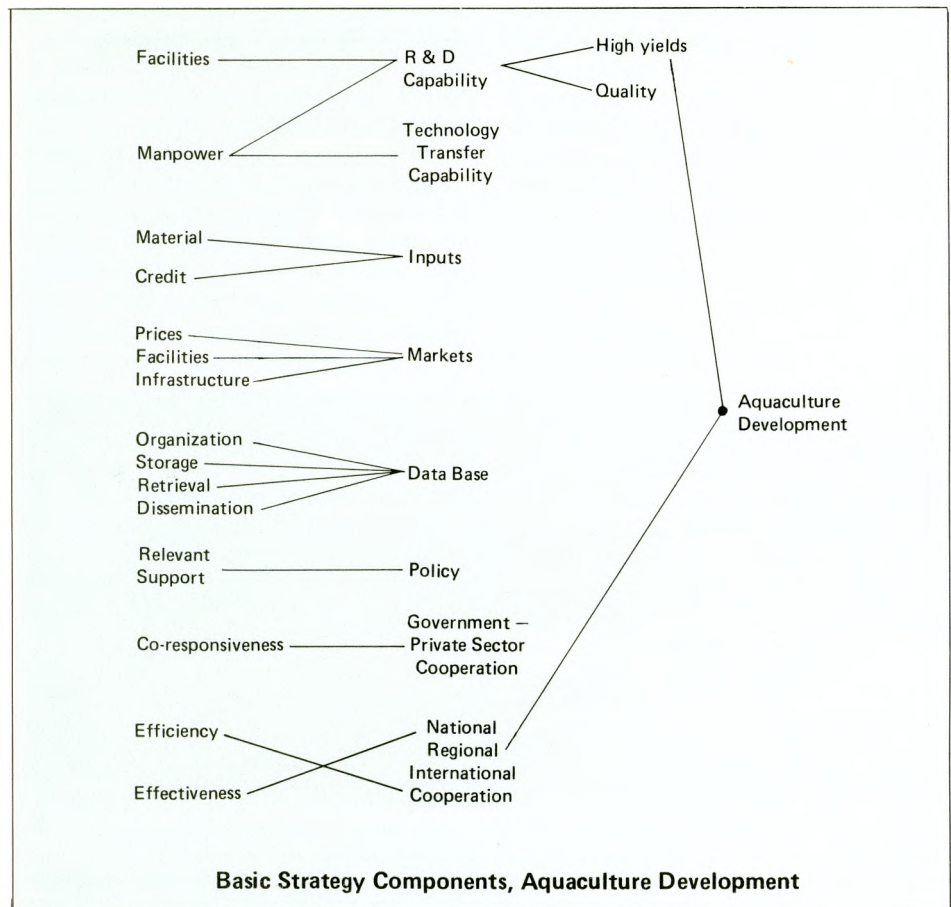 Facilities
Manpower
Material
Credit
Prices
Facilities
Infrastructure
Organization
Storage
Retrieval
Dissemination
Relevant
Support
Co-responsiveness
Efficiency
Effectiveness
R & D
Capability
Technology
Transfer
Capability
Inputs
Markets
Data Base
Policy
Government –
Private Sector
Cooperation
National
Regional
International
Cooperation
High yields
Quality
Aquaculture
Development
Basic Strategy Components, Aquaculture Development